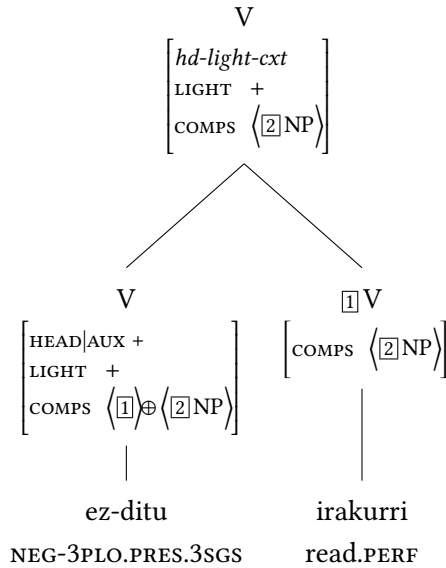 V
hd-light-cxt
LIGHT +
COMPS ⟨[2]NP⟩
V
[1]V
HEAD|AUX +
LIGHT +
COMPS ⟨[1]⟩⊕⟨[2]NP⟩
COMPS ⟨[2]NP⟩
ez-ditu
irakurri
NEG-3PLO.PRES.3SGS
read.PERF